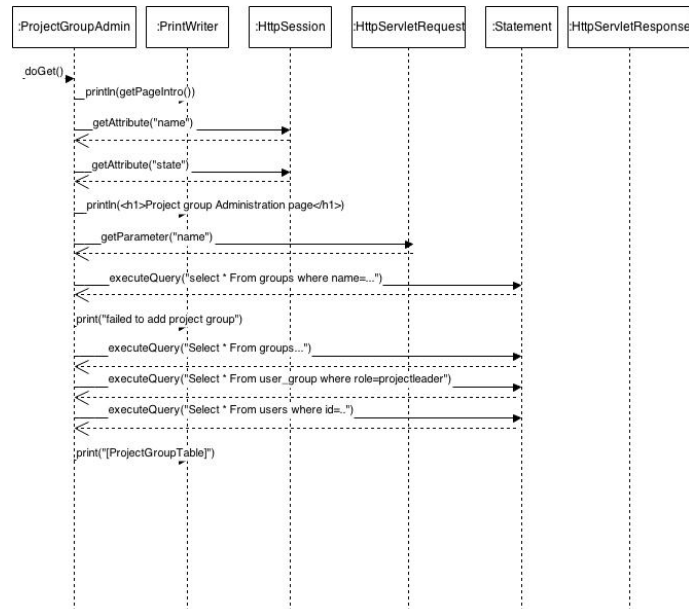 :ProjectGroupAdmin :PrintWriter :HttpSession :HttpServletRequest :Statement :HttpServletResponse
doGet()
println(getPageIntro())
getAttribute("name")
getAttribute("state")
println(<h1>Project group Administration page</h1>)
getParameter("name")
executeQuery("select * From groups where name=...")
print("failed to add project group")
executeQuery("Select * From groups...")
executeQuery("Select * From user_group where role=projectleader")
executeQuery("Select * From users where id=..")
print("[ProjectGroupTable]")